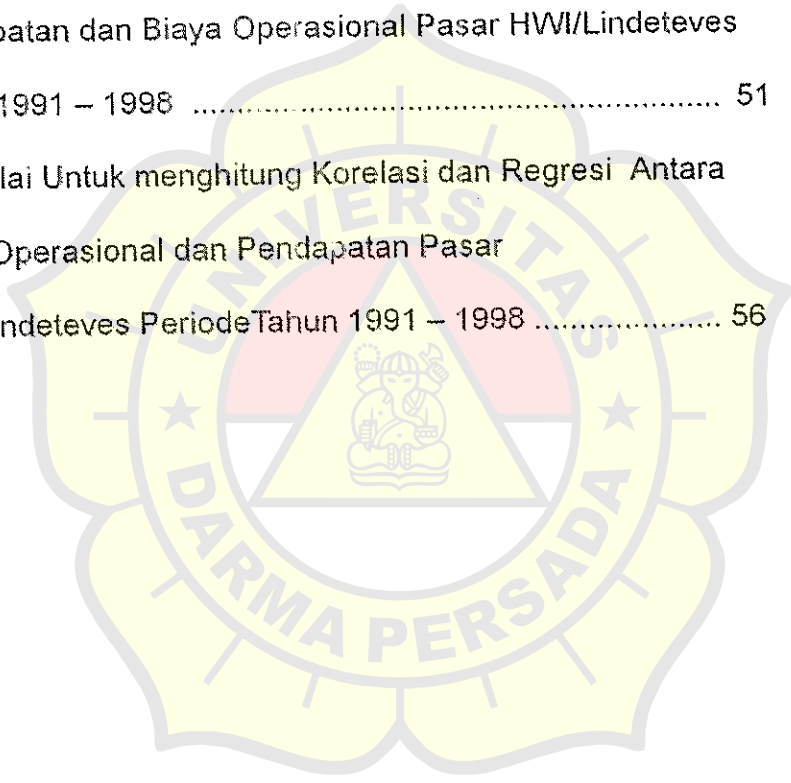 patan dan Biaya Operasional Pasar HWI/Lindeteves
1991 – 1998 ........................................................ 51
lai Untuk menghitung Korelasi dan Regresi Antara
Operasional dan Pendapatan Pasar
ndeteves PeriodeTahun 1991 – 1998 ..................... 56
UNIVERSITAS
DARMA PERSADA